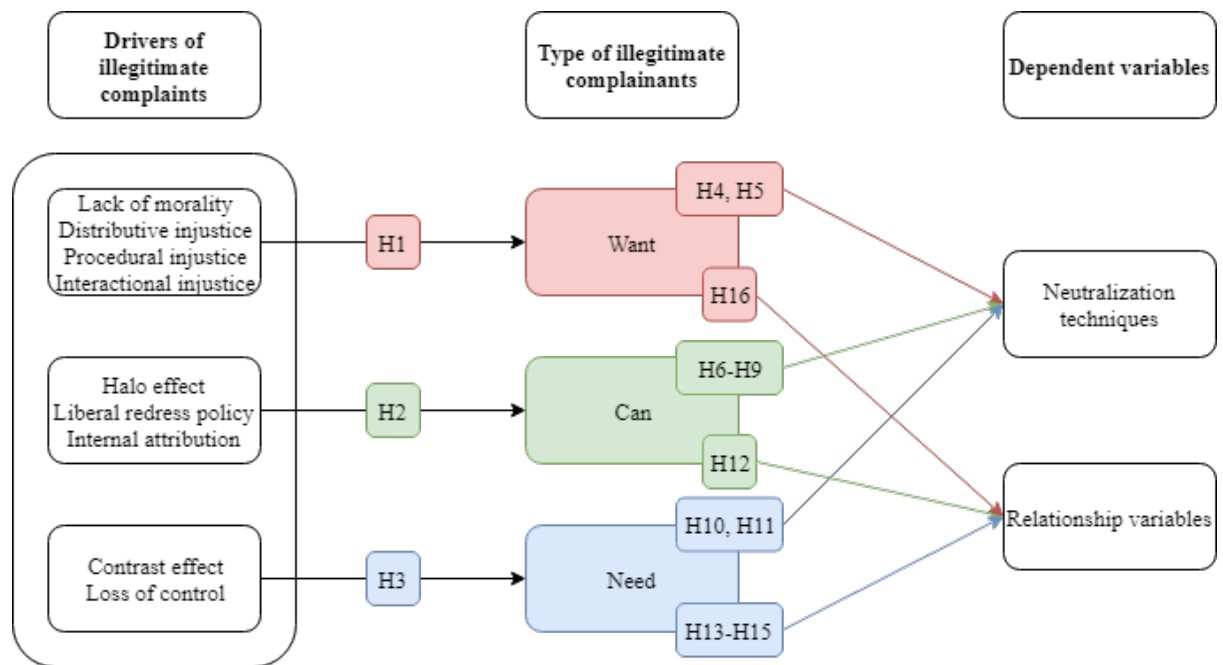 Drivers of
illegitimate
complaints
Type of illegitimate
complainants
Dependent variables
Lack of morality
Distributive injustice
Procedural injustice
Interactional injustice
H1
Want
H4, H5
H16
Neutralization
techniques
Halo effect
Liberal redress policy
Internal attribution
H2
Can
H6-H9
H12
Relationship variables
Contrast effect
Loss of control
H3
Need
H10, H11
H13-H15